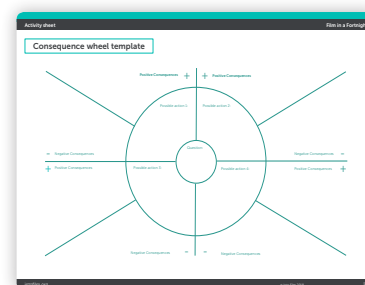 Activity sheet
Film in a Fortnight
Consequence wheel template
Positive Consequences + + Positive Consequences
Possible action 1 Possible action 2
Question
- Negative Consequences
Negative Consequences -
+ Positive Consequences
Possible action 3
Possible action 4
Positive Consequences +
Negative Consequences - - Negative Consequences